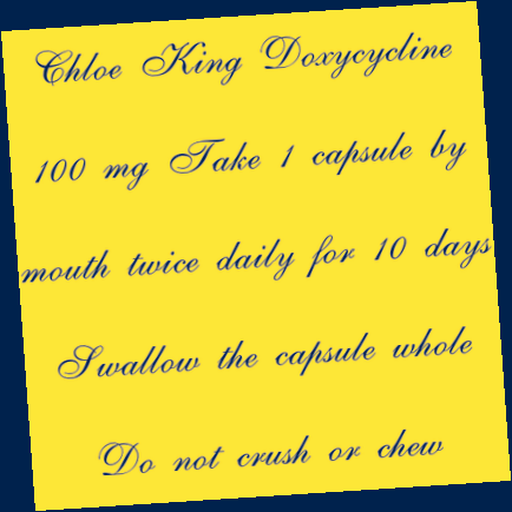 Chloe King Doxycycline
100 mg Take 1 capsule by
mouth twice daily for 10 days
Swallow the capsule whole
Do not crush or chew